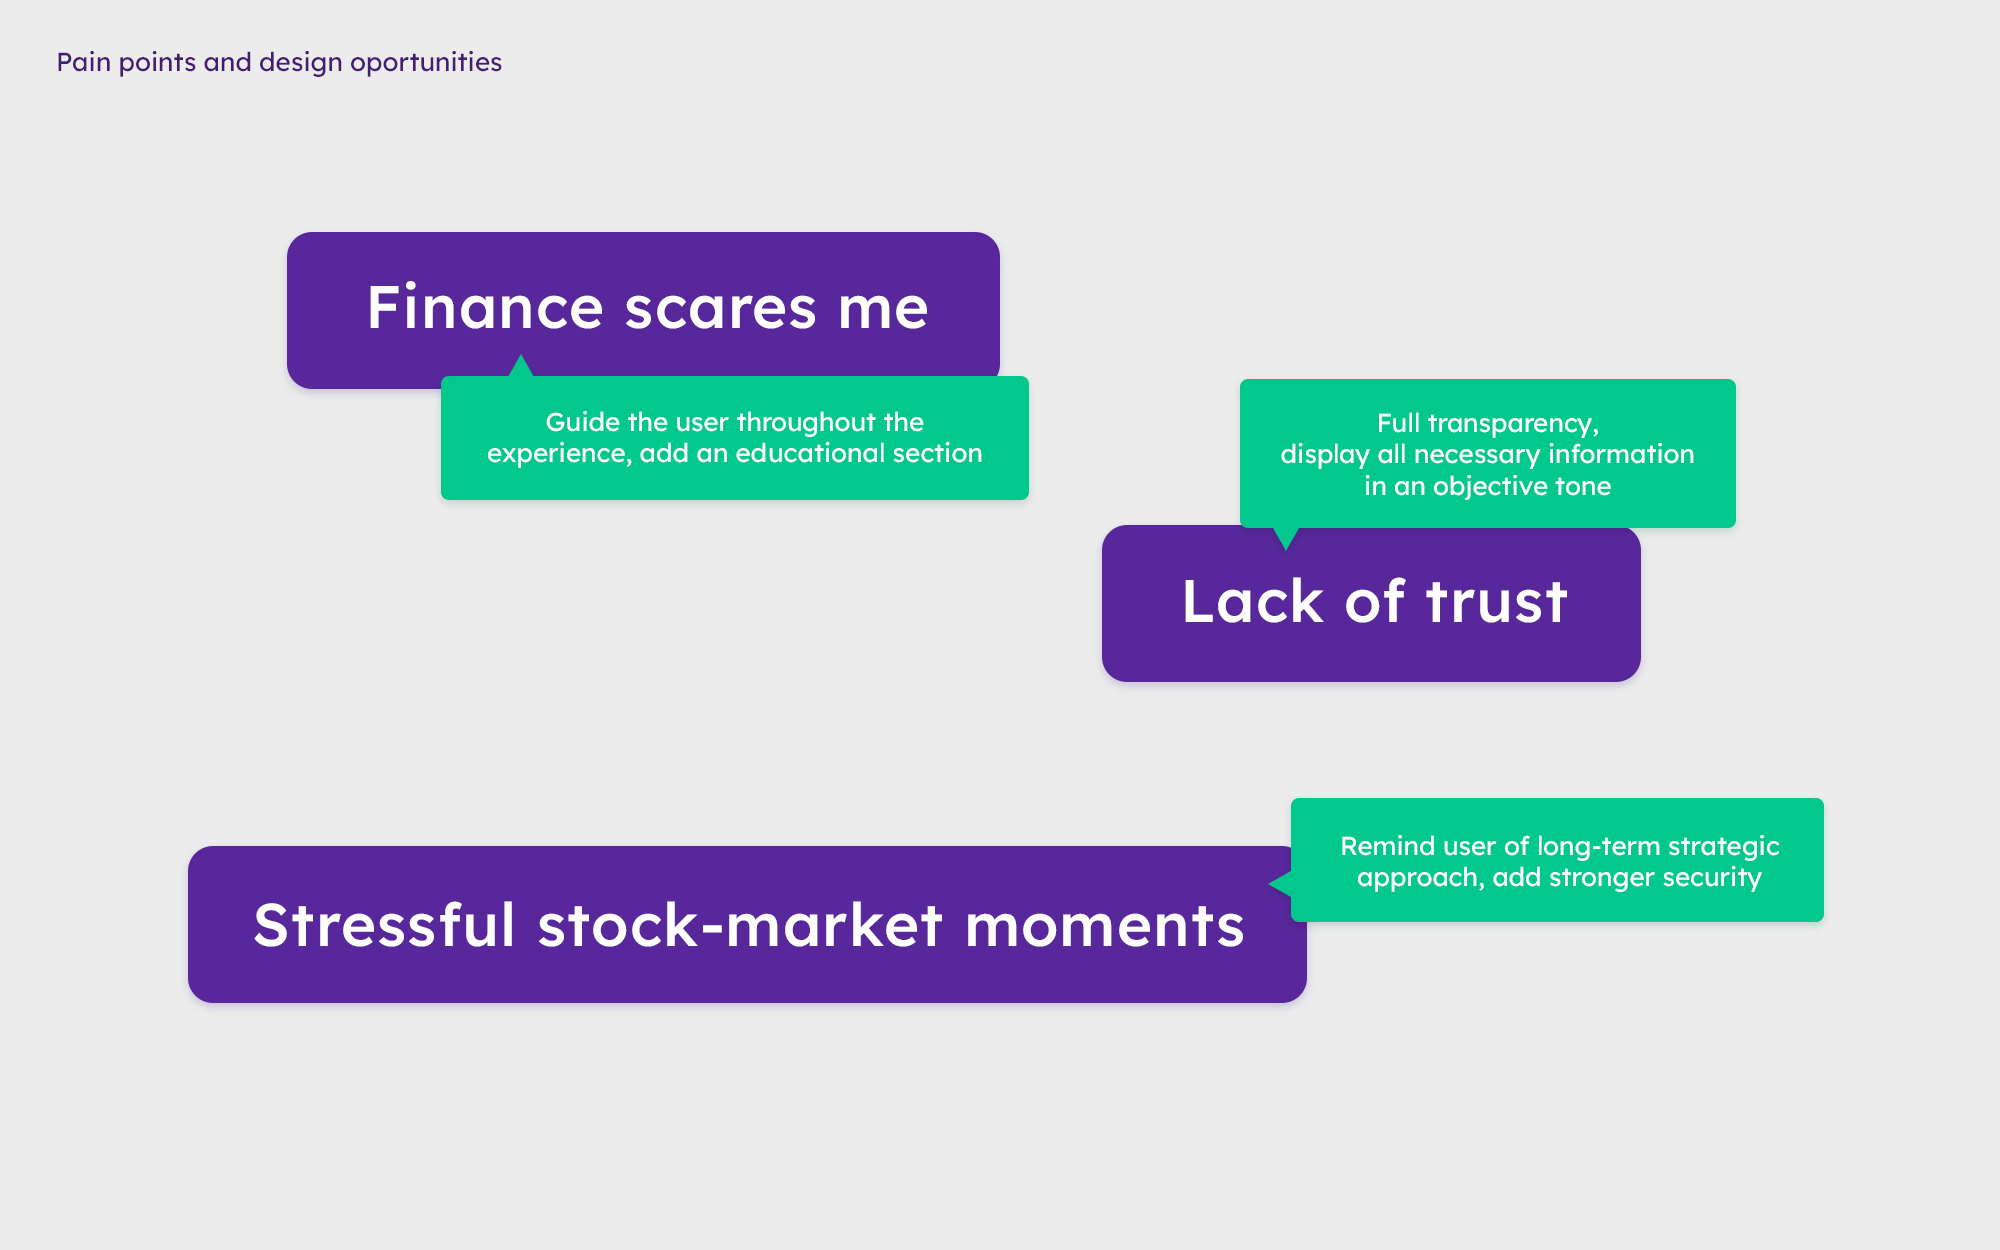 Pain points and design oportunities
Finance scares me
Guide the user throughout the
experience, add an educational section
Full transparency,
display all necessary information
in an objective tone
Lack of trust
Remind user of long-term strategic
approach, add stronger security
Stressful stock-market moments